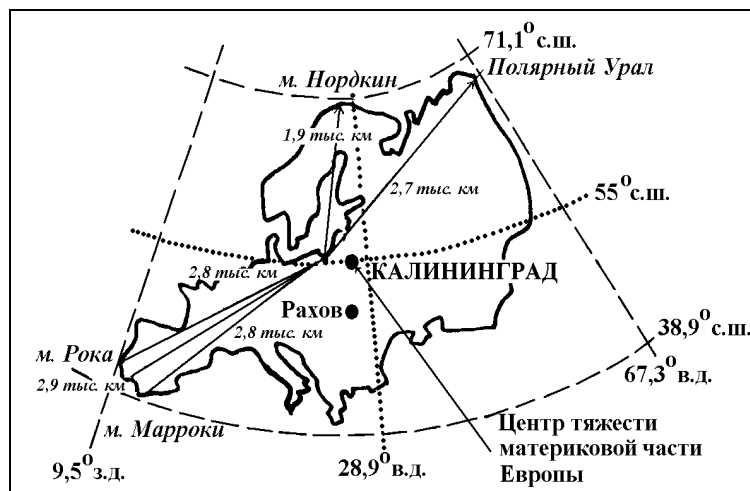 71,1° с.ш.
м. Нордкин
Полярный Урал
1,9 тыс. км
2,7 тыс. км
55° с.ш.
2,8 тыс. км
КАЛИНИНГРАД
Рахов
2,8 тыс. км
38,9° с.ш.
м. Рока
67,3° в.д.
2,9 тыс. км
м. Марроки
Центр тяжести
материковой части
Европы
9,5° з.д.
28,9° в.д.